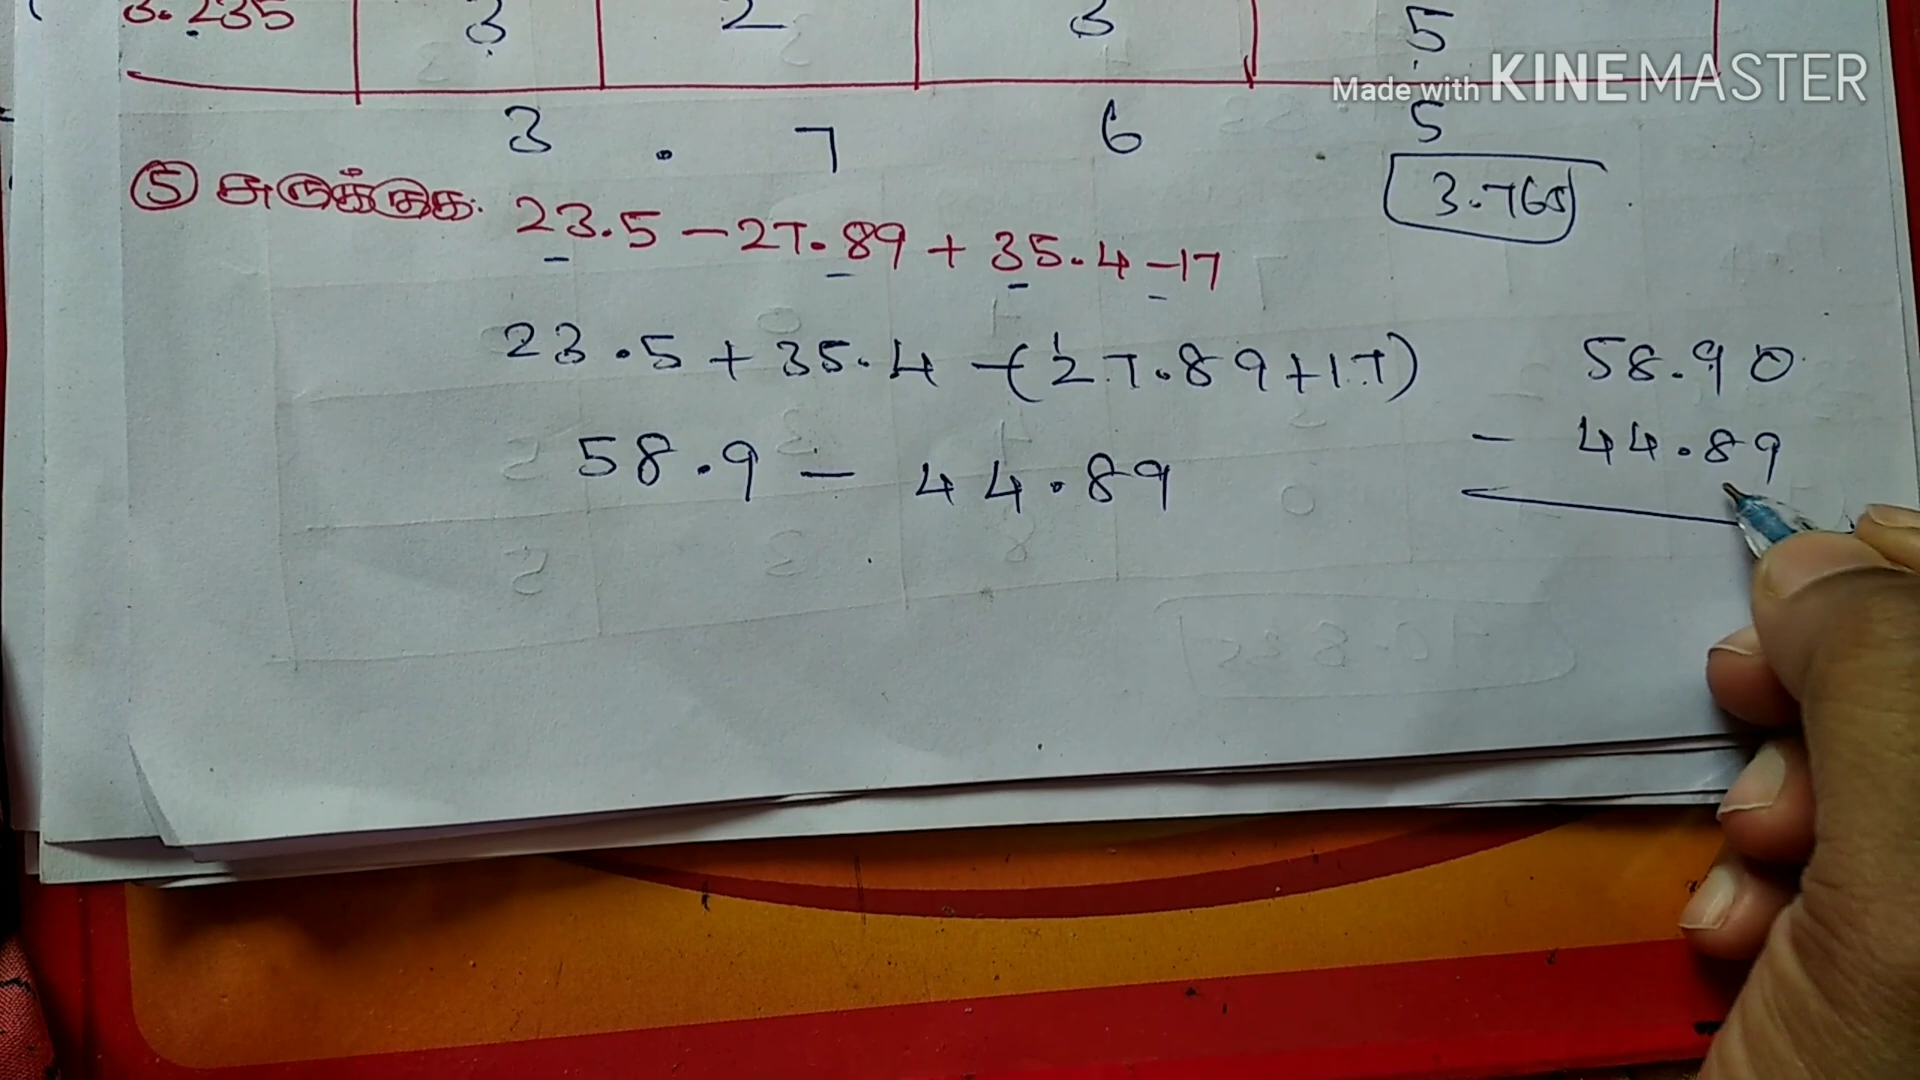 3.235 3 2 3 5
Made with KINEMASTER
3 . 7 6 5
3.765
5 சுருக்குக. 23.5 - 27.89 + 35.4 - 17
23.5 + 35.4 - (27.89 + 17)
58.90
58.9 - 44.89
- 44.89